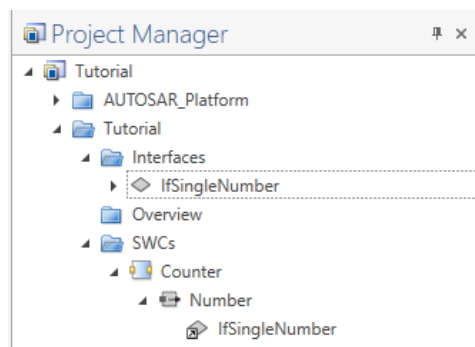 Project Manager
Tutorial
AUTOSAR_Platform
Tutorial
Interfaces
IfSingleNumber
Overview
SWCs
Counter
Number
IfSingleNumber